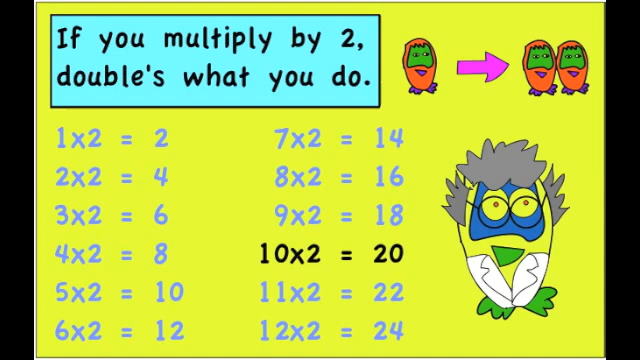 If you multiply by 2,
double's what you do.
1x2 = 2
2x2 = 4
3x2 = 6
4x2 = 8
5x2 = 10
6x2 = 12
7x2 = 14
8x2 = 16
9x2 = 18
10x2 = 20
11x2 = 22
12x2 = 24